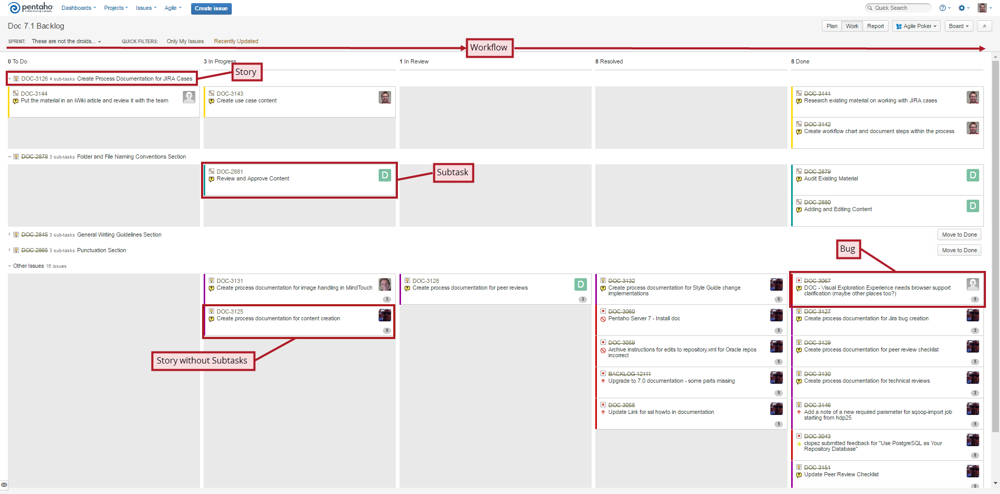 pentaho
A Hitachi Group Company
Dashboards Projects Issues Agile Create issue Quick Search
Doc 7.1 Backlog
Plan Work Report Agile Poker Board
SPRINT: These are not the droids... QUICK FILTERS: Only My Issues Recently Updated
Workflow
0 To Do 3 In Progress 1 In Review 8 Resolved 8 Done
Story
DOC-3126 4 sub-tasks Create Process Documentation for JIRA Cases
DOC-3144
Put the material in an iWiki article and review it with the team
DOC-3143
Create use case content
DOC-3141
Research existing material on working with JIRA cases
DOC-3142
Create workflow chart and document steps within the process
DOC-2878 3 sub-tasks Folder and File Naming Conventions Section
DOC-2881
Review and Approve Content
D
Subtask
DOC-2879
Audit Existing Material
D
DOC-2880
Adding and Editing Content
D
DOC-2845 3 sub-tasks General Writing Guidelines Section Move to Done
DOC-2865 3 sub-tasks Punctuation Section Move to Done
Bug
Other Issues 16 issues
DOC-3131
Create process documentation for image handling in MindTouch
3
DOC-3125
Create process documentation for content creation
8
Story without Subtasks
DOC-3128
Create process documentation for peer reviews
D
3
DOC-3132
Create process documentation for Style Guide change
implementations
5
DOC-3060
Pentaho Server 7 - Install doc
5
DOC-3059
Archive instructions for edits to repository.xml for Oracle repos
incorrect
5
BACKLOG-12111
Upgrade to 7.0 documentation - some parts missing
5
DOC-3058
Update Link for ssl howto in documentation
5
DOC-3067
DOC - Visual Exploration Experience needs browser support
clarification (maybe other places too?)
5
DOC-3127
Create process documentation for Jira bug creation
3
DOC-3129
Create process documentation for peer review checklist
5
DOC-3130
Create process documentation for technical reviews
2
DOC-3146
Add a note of a new required parameter for sqoop-import job
starting from hdp25
5
DOC-3043
clopez submitted feedback for "Use PostgreSQL as Your
Repository Database"
8
DOC-3151
Update Peer Review Checklist
5